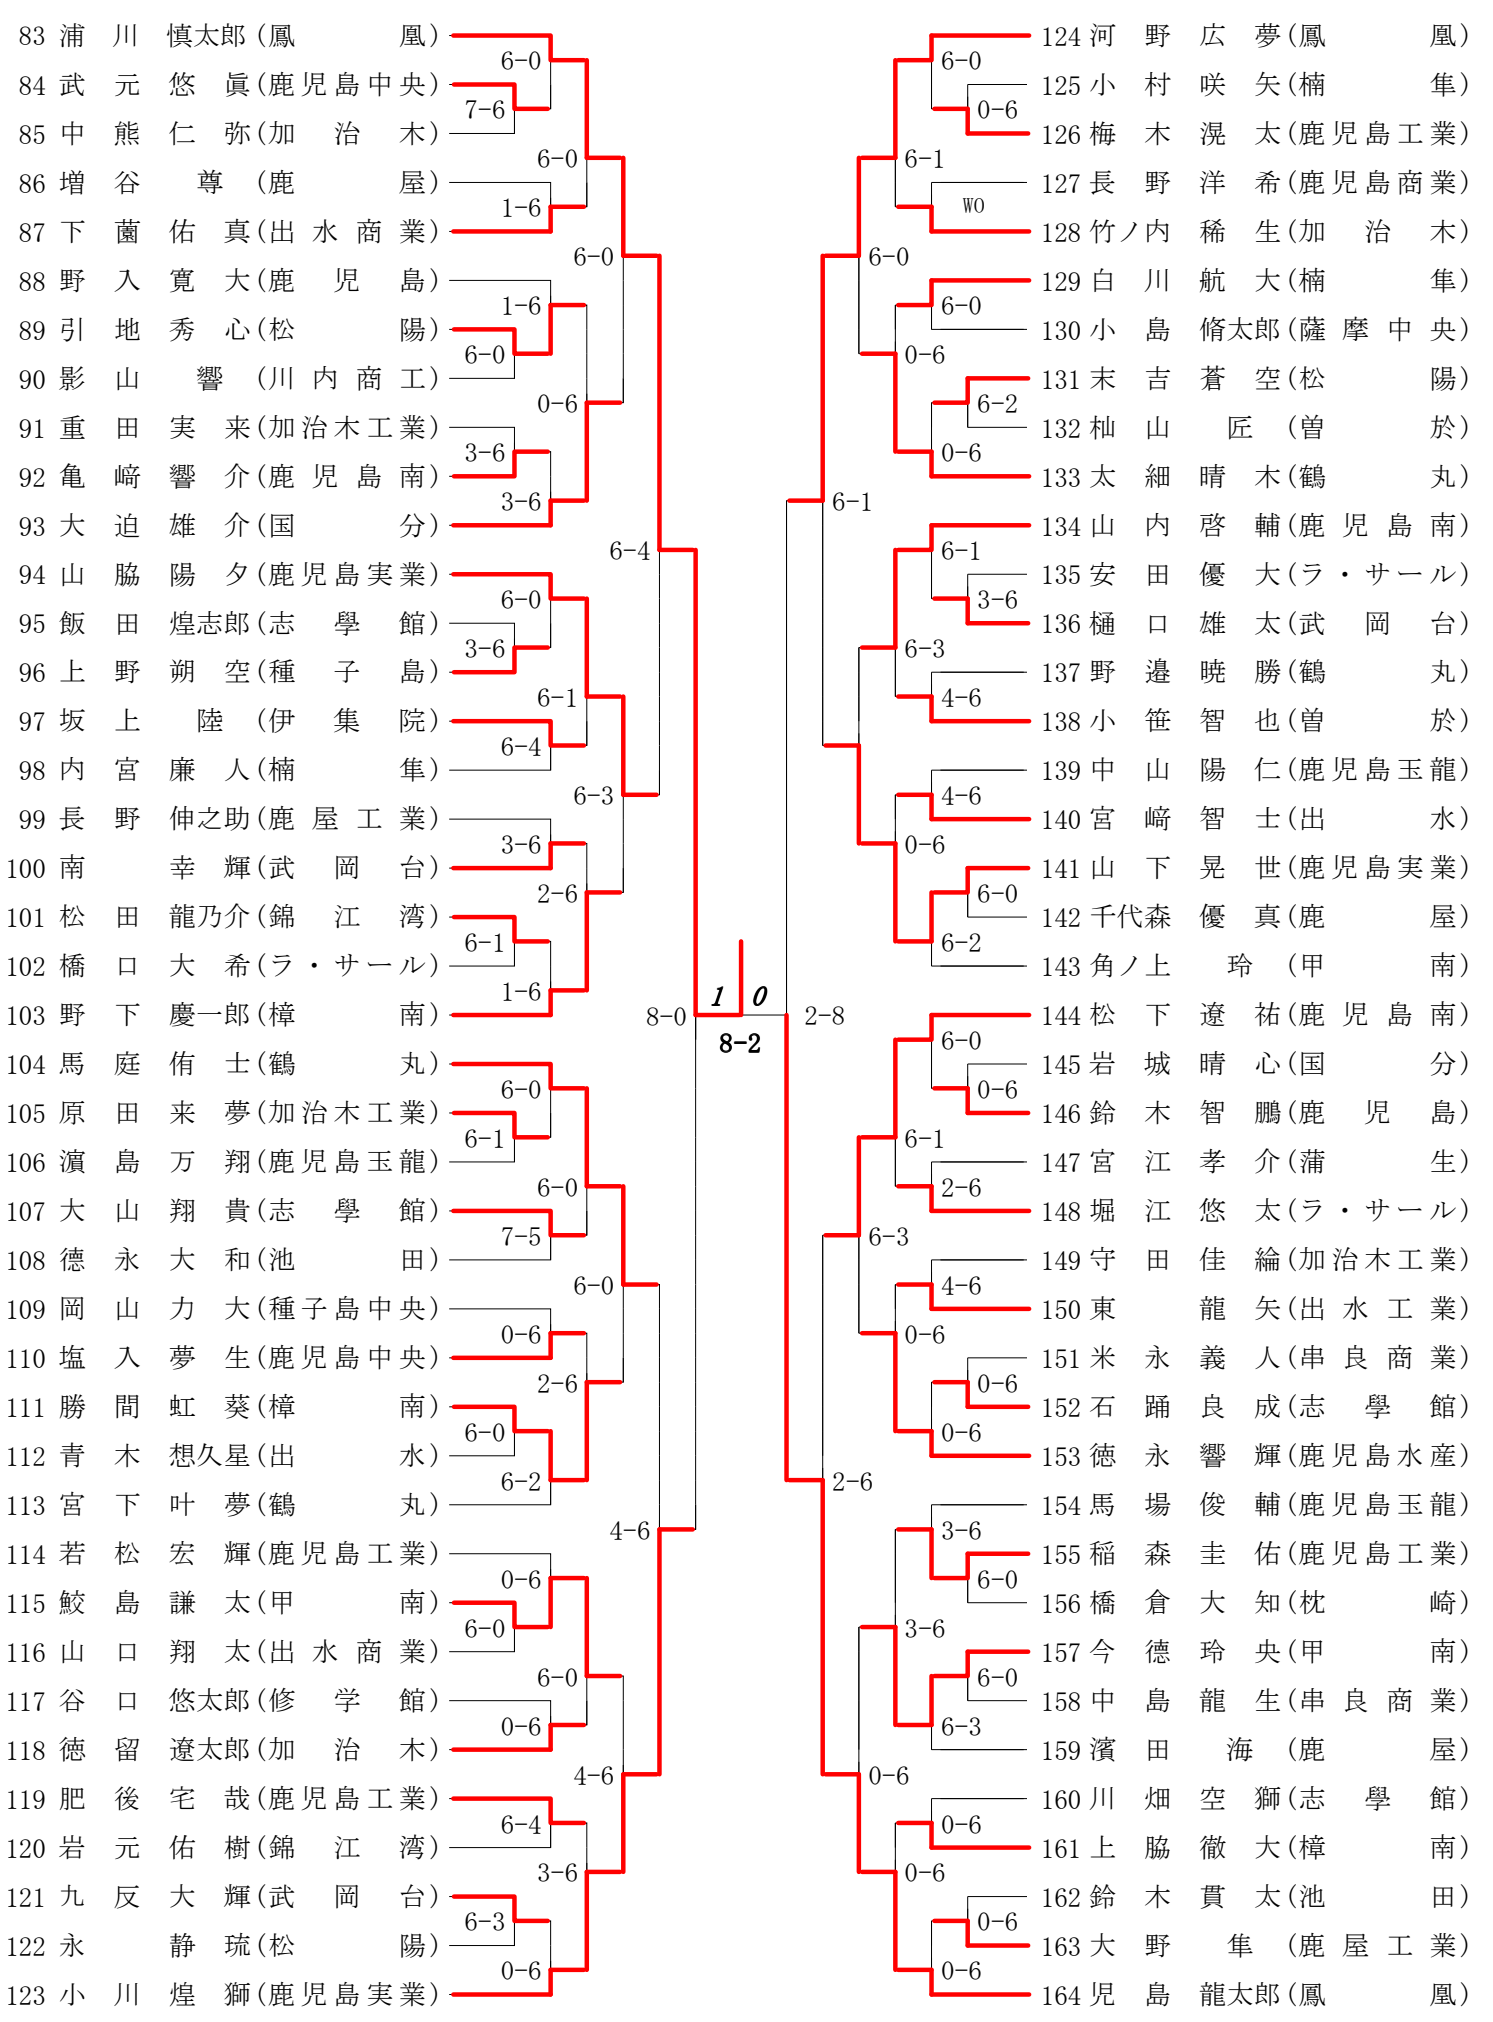 83 浦川 慎太郎 (鳳凰)
6-0
84 武元 悠眞 (鹿児島中央)
7-6
85 中熊 仁弥 (加治木)
6-0
86 増谷 尊 (鹿屋)
1-6
87 下薗 佑真 (出水商業)
6-0
88 野入 寛大 (鹿児島)
1-6
89 引地 秀心 (松陽)
6-0
90 影山 響 (川内商工)
0-6
91 重田 実来 (加治木工業)
3-6
92 亀﨑 響介 (鹿児島南)
3-6
93 大迫 雄介 (国分)
6-4
94 山脇 陽夕 (鹿児島実業)
6-0
95 飯田 煌志郎 (志學館)
3-6
96 上野 朔空 (種子島)
6-1
97 坂上 陸 (伊集院)
6-4
98 内宮 廉人 (楠隼)
6-3
99 長野 伸之助 (鹿屋工業)
3-6
100 南 幸輝 (武岡台)
2-6
101 松田 龍乃介 (錦江湾)
6-1
102 橋口 大希 (ラ・サール)
1-6
103 野下 慶一郎 (樟南)
8-0
104 馬庭 侑士 (鶴丸)
6-0
105 原田 来夢 (加治木工業)
6-1
106 濵島 万翔 (鹿児島玉龍)
6-0
107 大山 翔貴 (志學館)
7-5
108 德永 大和 (池田)
6-0
109 岡山 力大 (種子島中央)
0-6
110 塩入 夢生 (鹿児島中央)
2-6
111 勝間 虹葵 (樟南)
6-0
112 青木 想久星 (出水)
6-2
113 宮下 叶夢 (鶴丸)
4-6
114 若松 宏輝 (鹿児島工業)
0-6
115 鮫島 謙太 (甲南)
6-0
116 山口 翔太 (出水商業)
6-0
117 谷口 悠太郎 (修学館)
0-6
118 徳留 遼太郎 (加治木)
4-6
119 肥後 宅哉 (鹿児島工業)
6-4
120 岩元 佑樹 (錦江湾)
3-6
121 九反 大輝 (武岡台)
6-3
122 永 静琉 (松陽)
0-6
123 小川 煌獅 (鹿児島実業)
1 0
8-2
124 河野 広夢 (鳳凰)
6-0
125 小村 咲矢 (楠隼)
0-6
126 梅木 滉太 (鹿児島工業)
6-1
127 長野 洋希 (鹿児島商業)
WO
128 竹ノ内 稀生 (加治木)
6-0
129 白川 航大 (楠隼)
6-0
130 小島 脩太郎 (薩摩中央)
0-6
131 末吉 蒼空 (松陽)
6-2
132 杣山 匠 (曽於)
0-6
133 太細 晴木 (鶴丸)
6-1
134 山内 啓輔 (鹿児島南)
6-1
135 安田 優大 (ラ・サール)
3-6
136 樋口 雄太 (武岡台)
6-3
137 野邉 暁勝 (鶴丸)
4-6
138 小笹 智也 (曽於)
139 中山 陽仁 (鹿児島玉龍)
4-6
140 宮﨑 智士 (出水)
0-6
141 山下 晃世 (鹿児島実業)
6-0
142 千代森 優真 (鹿屋)
6-2
143 角ノ上 玲 (甲南)
2-8
144 松下 遼祐 (鹿児島南)
6-0
145 岩城 晴心 (国分)
0-6
146 鈴木 智鵬 (鹿児島)
6-1
147 宮江 孝介 (蒲生)
2-6
148 堀江 悠太 (ラ・サール)
6-3
149 守田 佳綸 (加治木工業)
4-6
150 東 龍矢 (出水工業)
0-6
151 米永 義人 (串良商業)
0-6
152 石踊 良成 (志學館)
0-6
153 徳永 響輝 (鹿児島水産)
2-6
154 馬場 俊輔 (鹿児島玉龍)
3-6
155 稲森 圭佑 (鹿児島工業)
6-0
156 橋倉 大知 (枕崎)
3-6
157 今德 玲央 (甲南)
6-0
158 中島 龍生 (串良商業)
6-3
159 濱田 海 (鹿屋)
0-6
160 川畑 空獅 (志學館)
0-6
161 上脇 徹大 (樟南)
0-6
162 鈴木 貫太 (池田)
0-6
163 大野 隼 (鹿屋工業)
0-6
164 児島 龍太郎 (鳳凰)